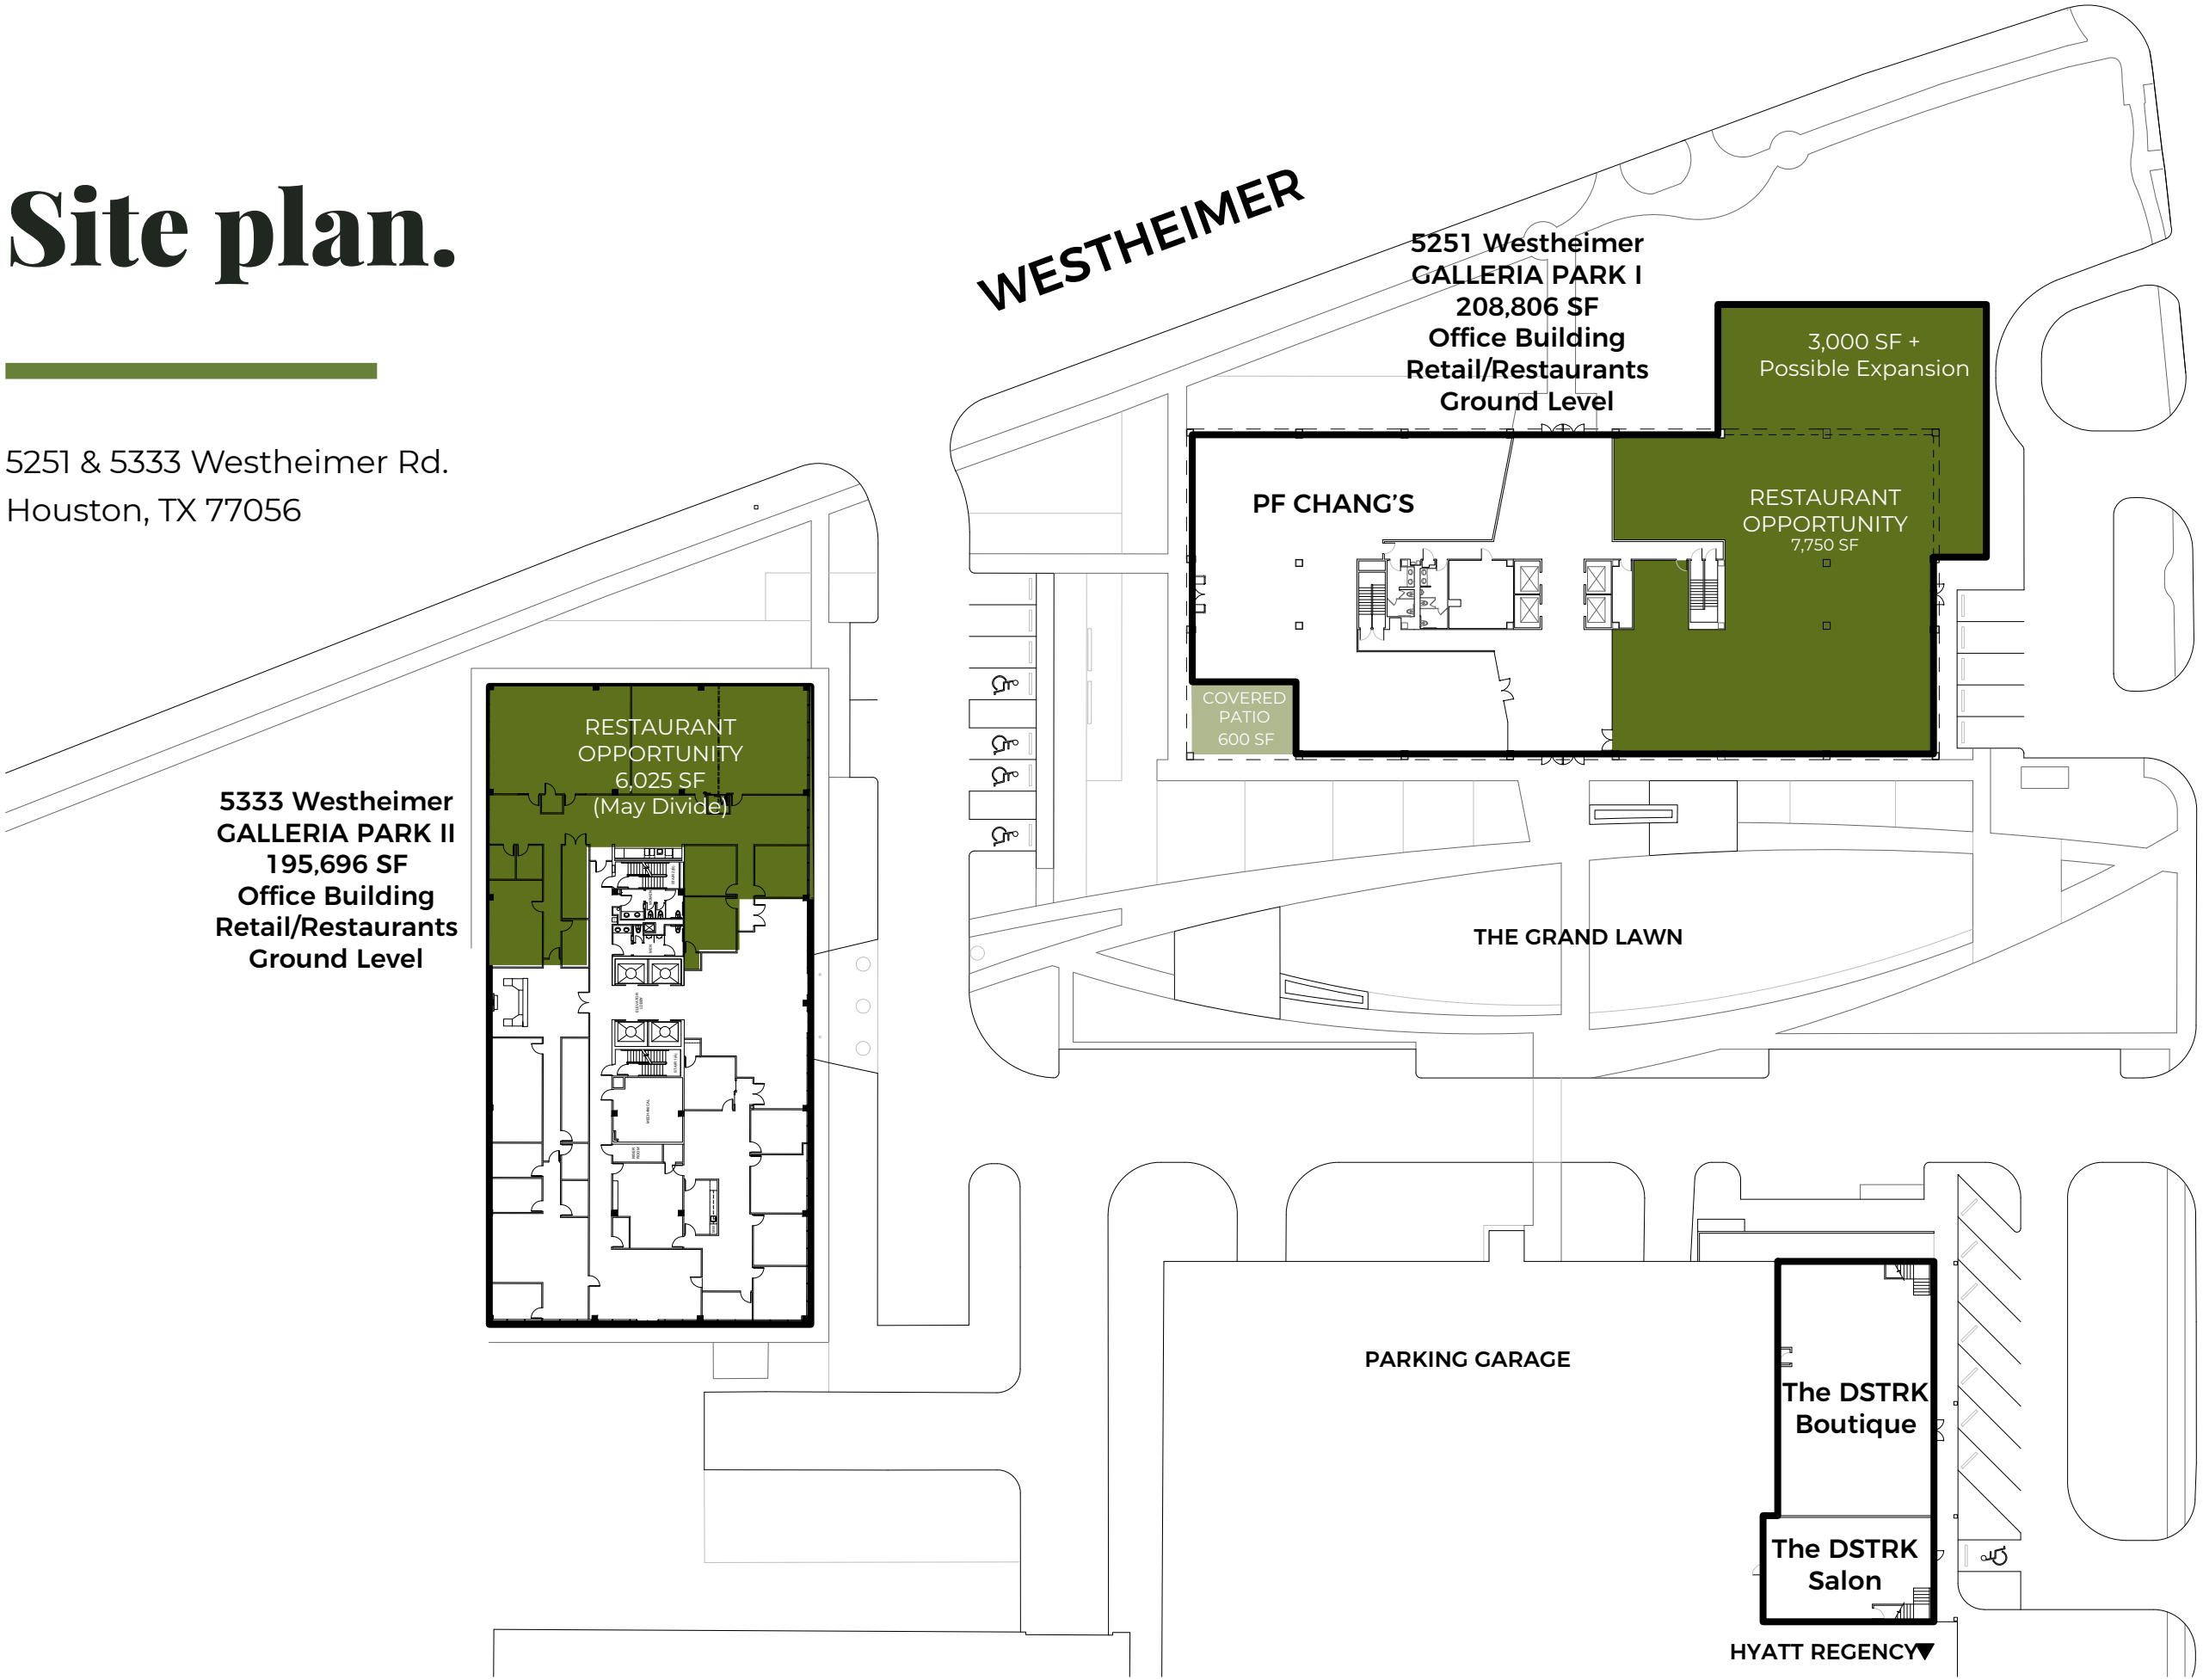 Site plan.
5251 & 5333 Westheimer Rd.
Houston, TX 77056
WESTHEIMER
5251 Westheimer
GALLERIA PARK I
208,806 SF
Office Building
Retail/Restaurants
Ground Level
3,000 SF +
Possible Expansion
PF CHANG’S
RESTAURANT
OPPORTUNITY
7,750 SF
COVERED
PATIO
600 SF
RESTAURANT
OPPORTUNITY
6,025 SF
(May Divide)
5333 Westheimer
GALLERIA PARK II
195,696 SF
Office Building
Retail/Restaurants
Ground Level
THE GRAND LAWN
PARKING GARAGE
The DSTRK
Boutique
The DSTRK
Salon
HYATT REGENCY